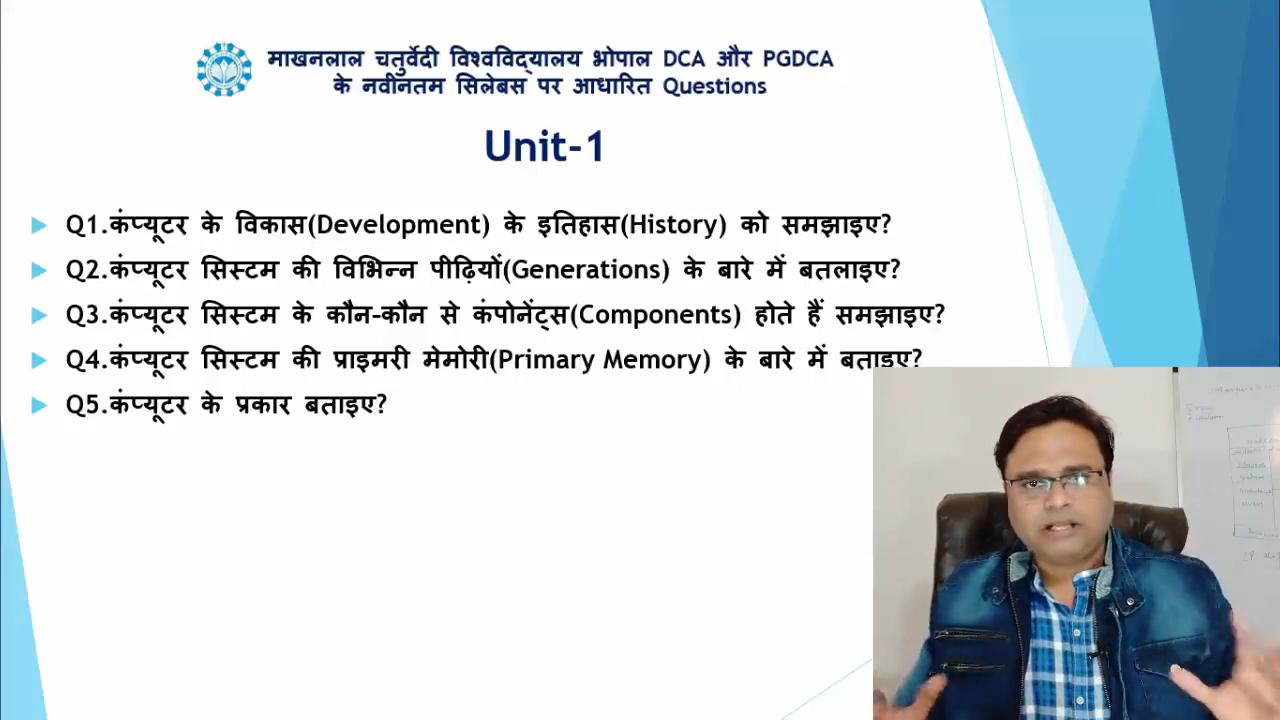 माखनलाल चतुर्वेदी विश्वविद्यालय भोपाल DCA और PGDCA
के नवीनतम सिलेबस पर आधारित Questions
Unit-1
Q1.कंप्यूटर के विकास(Development) के इतिहास(History) को समझाइए?
Q2.कंप्यूटर सिस्टम की विभिन्न पीढ़ियों(Generations) के बारे में बतलाइए?
Q3.कंप्यूटर सिस्टम के कौन-कौन से कंपोनेंट्स(Components) होते हैं समझाइए?
Q4.कंप्यूटर सिस्टम की प्राइमरी मेमोरी(Primary Memory) के बारे में बताइए?
Q5.कंप्यूटर के प्रकार बताइए?